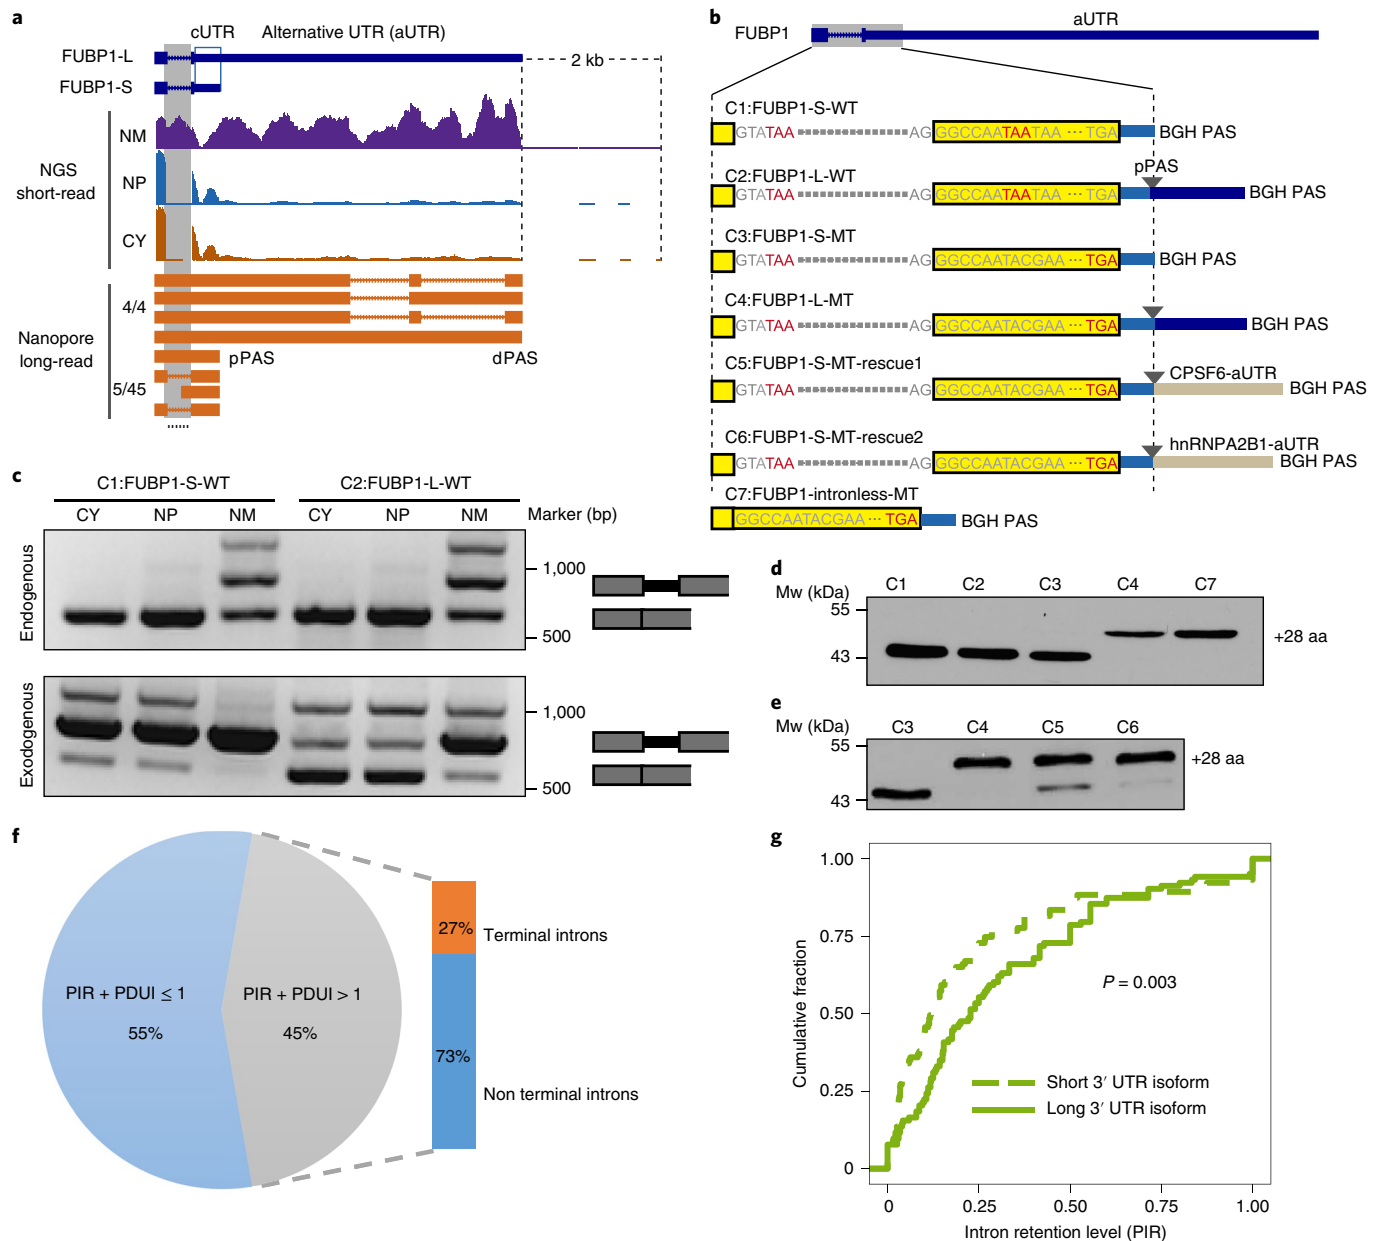 a
cUTR
Alternative UTR (aUTR)
FUBP1-L
2 kb
FUBP1-S
NM
NGS
short-read
NP
CY
4/4
Nanopore
long-read
pPAS
dPAS
5/45
b
FUBP1
aUTR
C1:FUBP1-S-WT
GTATAA
AG
GGCCAATAATAA ··· TGA
BGH PAS
pPAS
C2:FUBP1-L-WT
GTATAA
AG
GGCCAATAATAA ··· TGA
BGH PAS
C3:FUBP1-S-MT
GTATAA
AG
GGCCAATACGAA ··· TGA
BGH PAS
C4:FUBP1-L-MT
GTATAA
AG
GGCCAATACGAA ··· TGA
BGH PAS
C5:FUBP1-S-MT-rescue1
CPSF6-aUTR
GTATAA
AG
GGCCAATACGAA ··· TGA
BGH PAS
C6:FUBP1-S-MT-rescue2
hnRNPA2B1-aUTR
GTATAA
AG
GGCCAATACGAA ··· TGA
BGH PAS
C7:FUBP1-intronless-MT
GGCCAATACGAA ··· TGA
BGH PAS
c
C1:FUBP1-S-WT
C2:FUBP1-L-WT
CY NP NM CY NP NM Marker (bp)
Endogenous
1,000
500
Exodogenous
1,000
500
d
Mw (kDa)
C1 C2 C3 C4 C7
55
43
+28 aa
e
Mw (kDa)
C3 C4 C5 C6
55
43
+28 aa
f
PIR + PDUI ≤ 1
55%
PIR + PDUI > 1
45%
27%
Terminal introns
73%
Non terminal introns
g
Cumulative fraction
1.00
0.75
0.50
0.25
0
P = 0.003
Short 3′ UTR isoform
Long 3′ UTR isoform
0 0.25 0.50 0.75 1.00
Intron retention level (PIR)